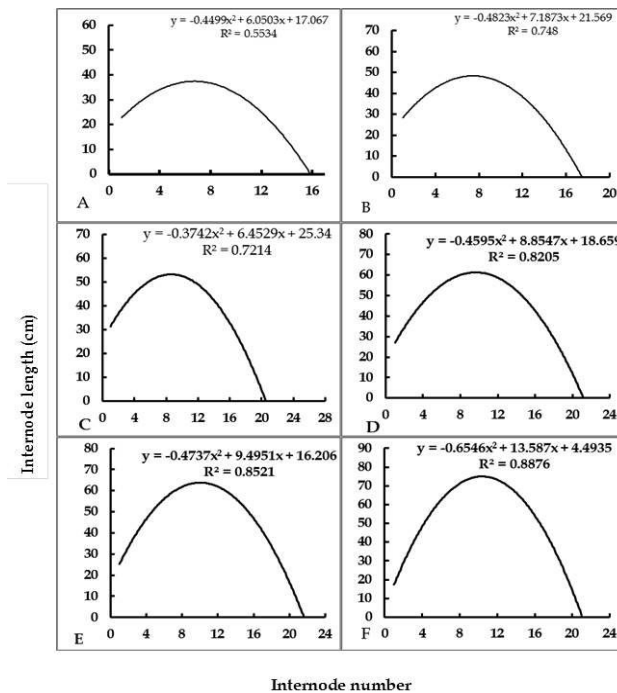 y = -0.4499x² + 6.0503x + 17.067
R² = 0.5534
60
50
40
30
20
10
0
0 4 8 12 16
A
y = -0.4823x² + 7.1873x + 21.569
R² = 0.748
70
60
50
40
30
20
10
0
0 4 8 12 16 20
B
y = -0.3742x² + 6.4529x + 25.34
R² = 0.7214
70
60
50
40
30
20
10
0
0 4 8 12 16 20 24 28
C
y = -0.4595x² + 8.8547x + 18.659
R² = 0.8205
80
70
60
50
40
30
20
10
0
0 4 8 12 16 20 24
D
y = -0.4737x² + 9.4951x + 16.206
R² = 0.8521
80
70
60
50
40
30
20
10
0
0 4 8 12 16 20 24
E
y = -0.6546x² + 13.587x + 4.4935
R² = 0.8876
90
80
70
60
50
40
30
20
10
0
0 4 8 12 16 20 24
F
Internode length (cm)
Internode number